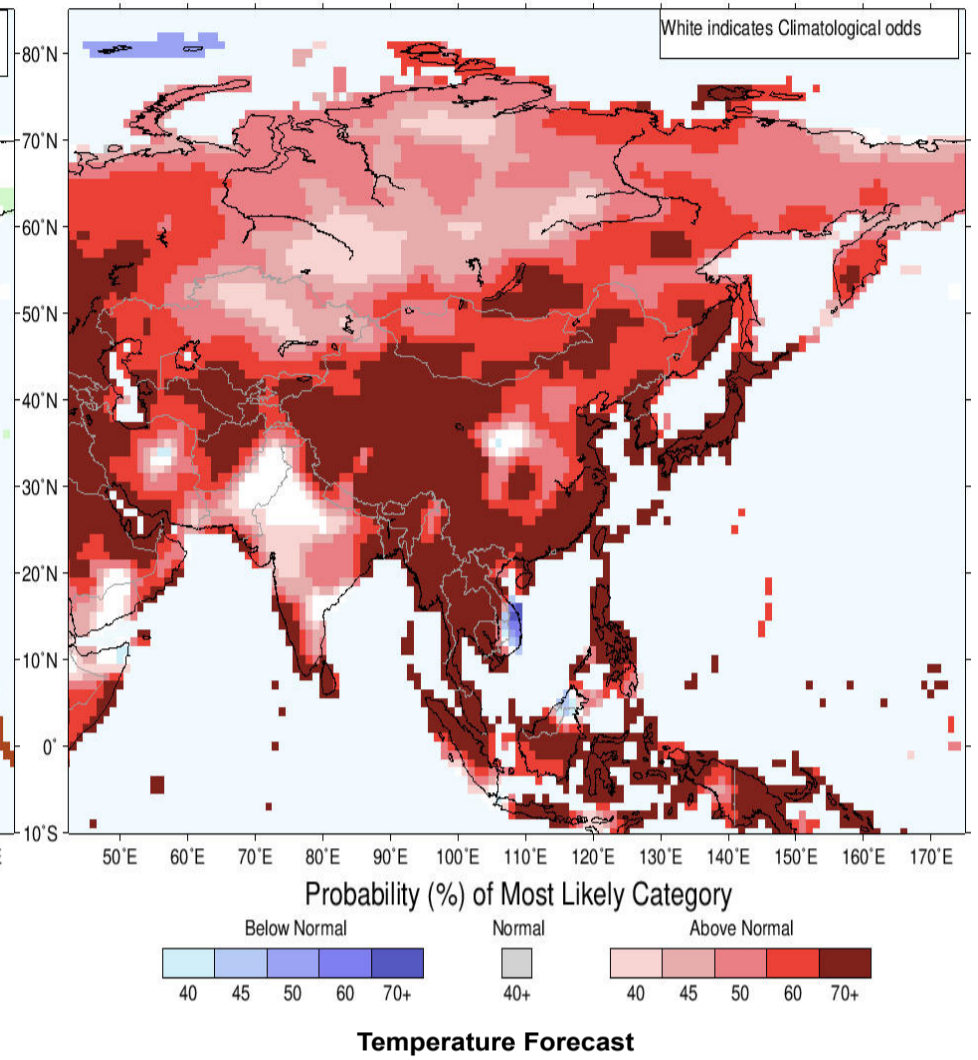 White indicates Climatological odds
80˚N
70˚N
60˚N
50˚N
40˚N
30˚N
20˚N
10˚N
0˚
10˚S
50˚E 60˚E 70˚E 80˚E 90˚E 100˚E 110˚E 120˚E 130˚E 140˚E 150˚E 160˚E 170˚E
Probability (%) of Most Likely Category
Below Normal Normal Above Normal
40 45 50 60 70+ 40+ 40 45 50 60 70+
Temperature Forecast